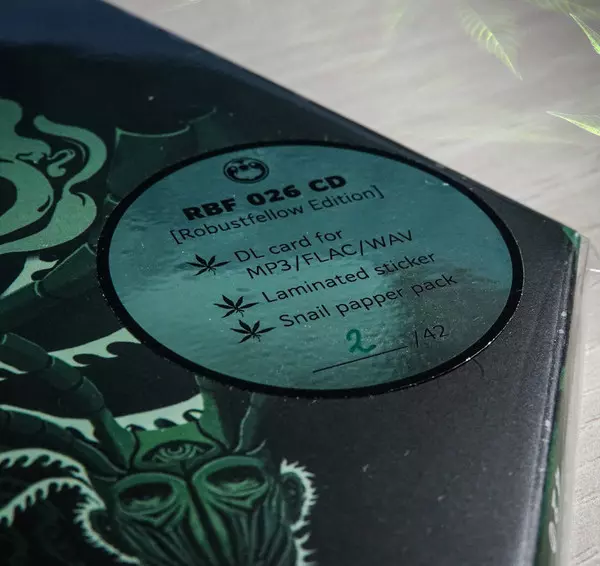 RBF 026 CD
[Robustfellow Edition]
DL card for
MP3/FLAC/WAV
Laminated sticker
Snail papper pack
2 /42